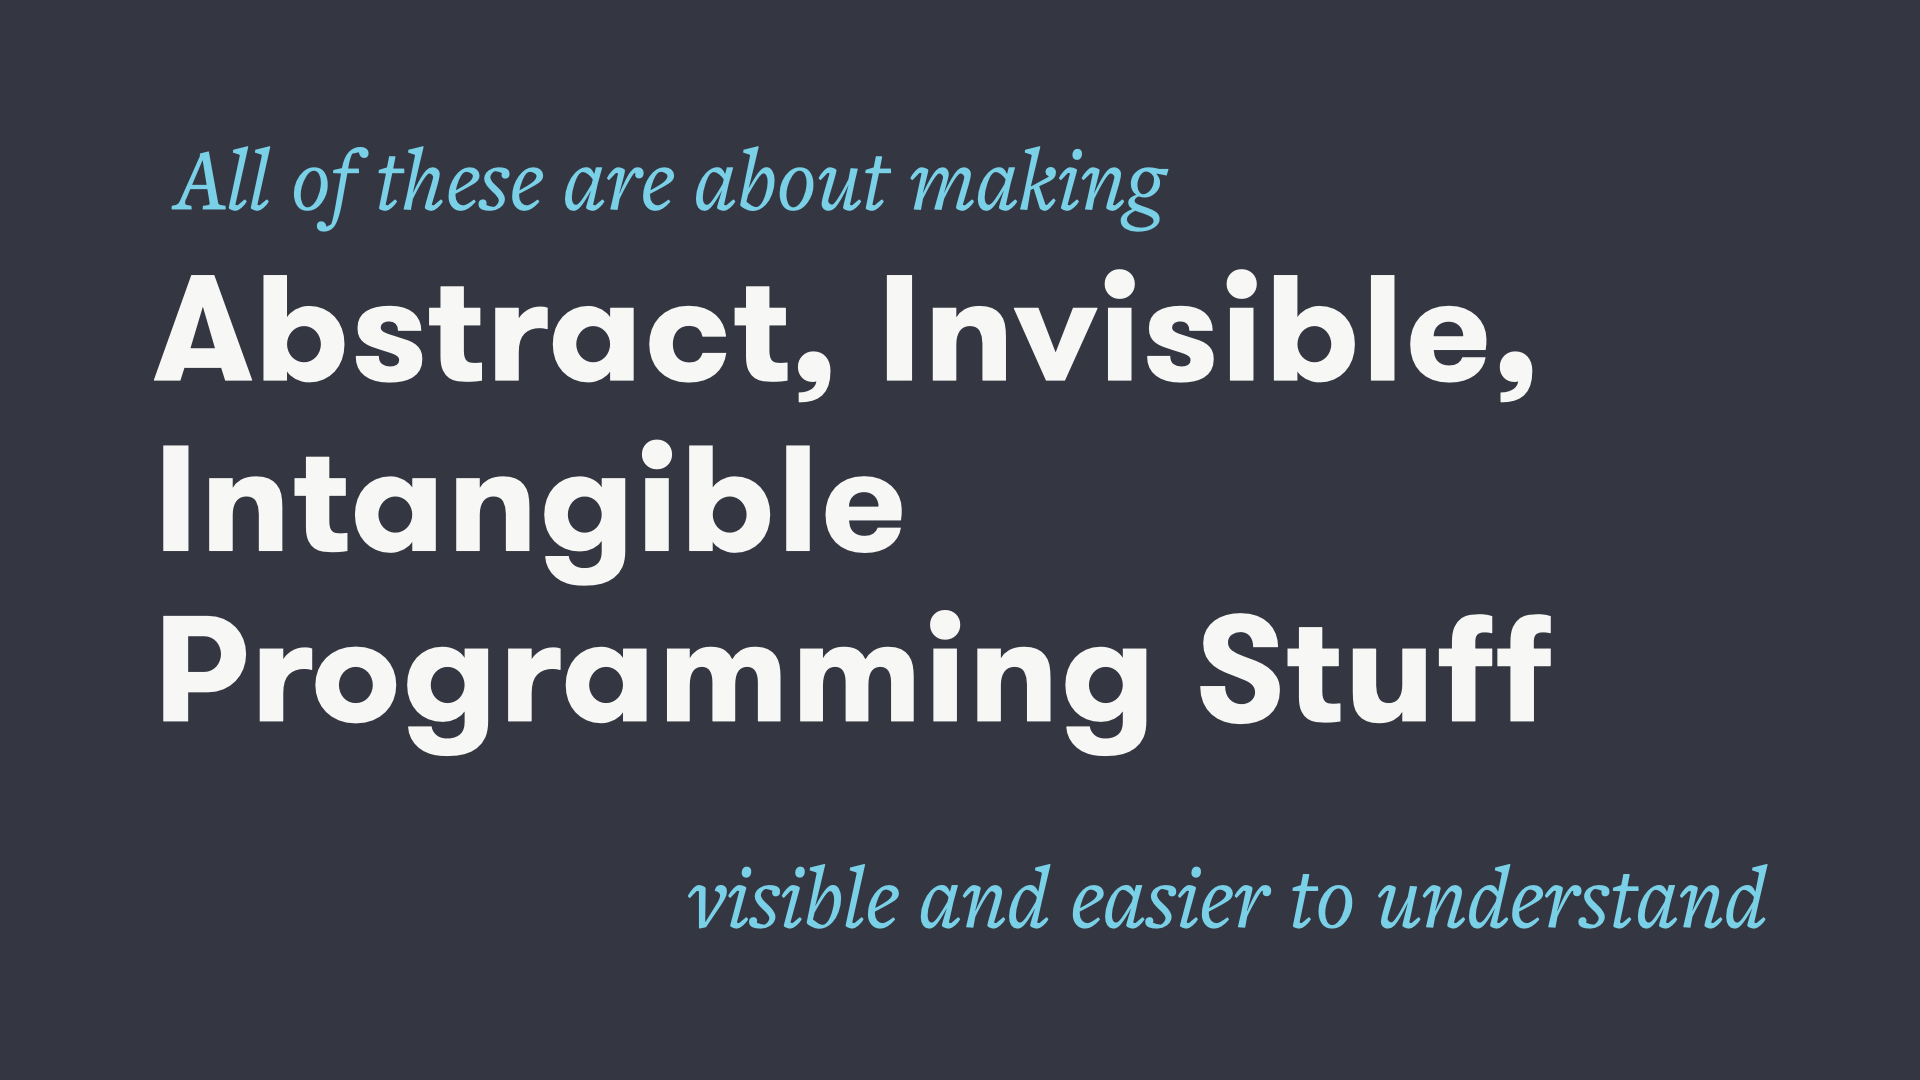 All of these are about making
Abstract, Invisible,
Intangible
Programming Stuff
visible and easier to understand